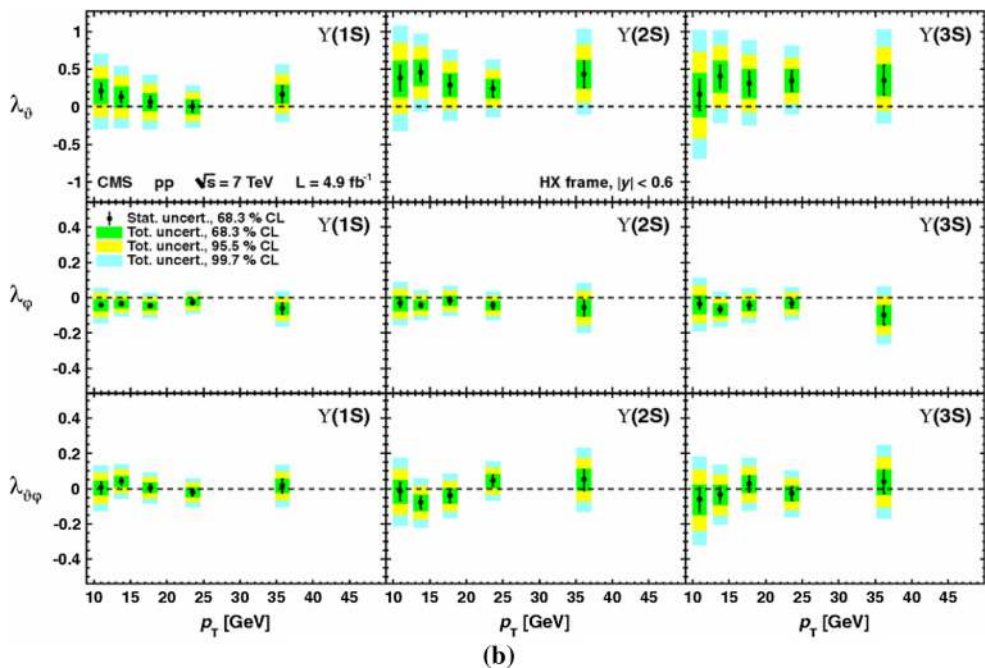 1
0.5
0
-0.5
-1
λϑ
ϒ(1S)
ϒ(2S)
ϒ(3S)
CMS pp √s = 7 TeV L = 4.9 fb⁻¹
HX frame, |y| < 0.6
0.4
0.2
0
-0.2
-0.4
λφ
Stat. uncert., 68.3 % CL
Tot. uncert., 68.3 % CL
Tot. uncert., 95.5 % CL
Tot. uncert., 99.7 % CL
ϒ(1S)
ϒ(2S)
ϒ(3S)
0.4
0.2
0
-0.2
-0.4
λϑφ
ϒ(1S)
ϒ(2S)
ϒ(3S)
10 15 20 25 30 35 40 45
10 15 20 25 30 35 40 45
10 15 20 25 30 35 40 45
pT [GeV]
pT [GeV]
pT [GeV]
(b)